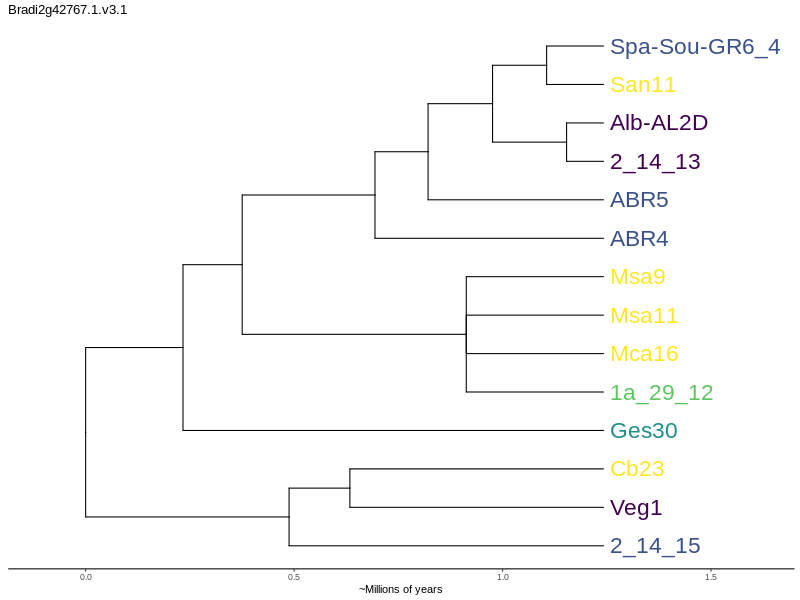 Bradi2g42767.1.v3.1
Spa-Sou-GR6_4
San11
Alb-AL2D
2_14_13
ABR5
ABR4
Msa9
Msa11
Mca16
1a_29_12
Ges30
Cb23
Veg1
2_14_15
0.0 0.5 1.0 1.5
~Millions of years